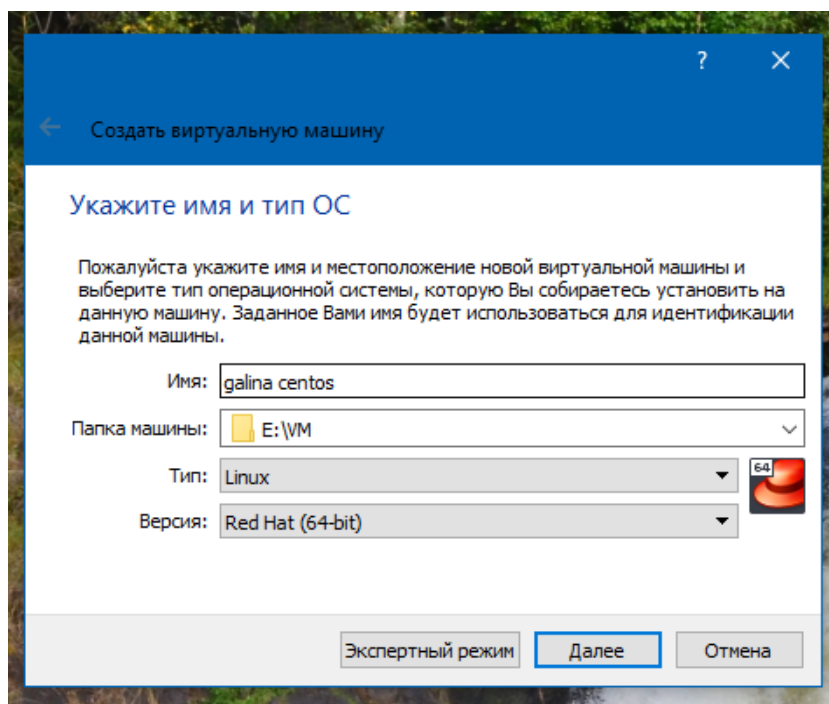 ?
Создать виртуальную машину
Укажите имя и тип ОС
Пожалуйста укажите имя и местоположение новой виртуальной машины и
выберите тип операционной системы, которую Вы собираетесь установить на
данную машину. Заданное Вами имя будет использоваться для идентификации
данной машины.
Имя: galina centos
Папка машины: E:\VM
Тип: Linux 64
Версия: Red Hat (64-bit)
Экспертный режим Далее Отмена